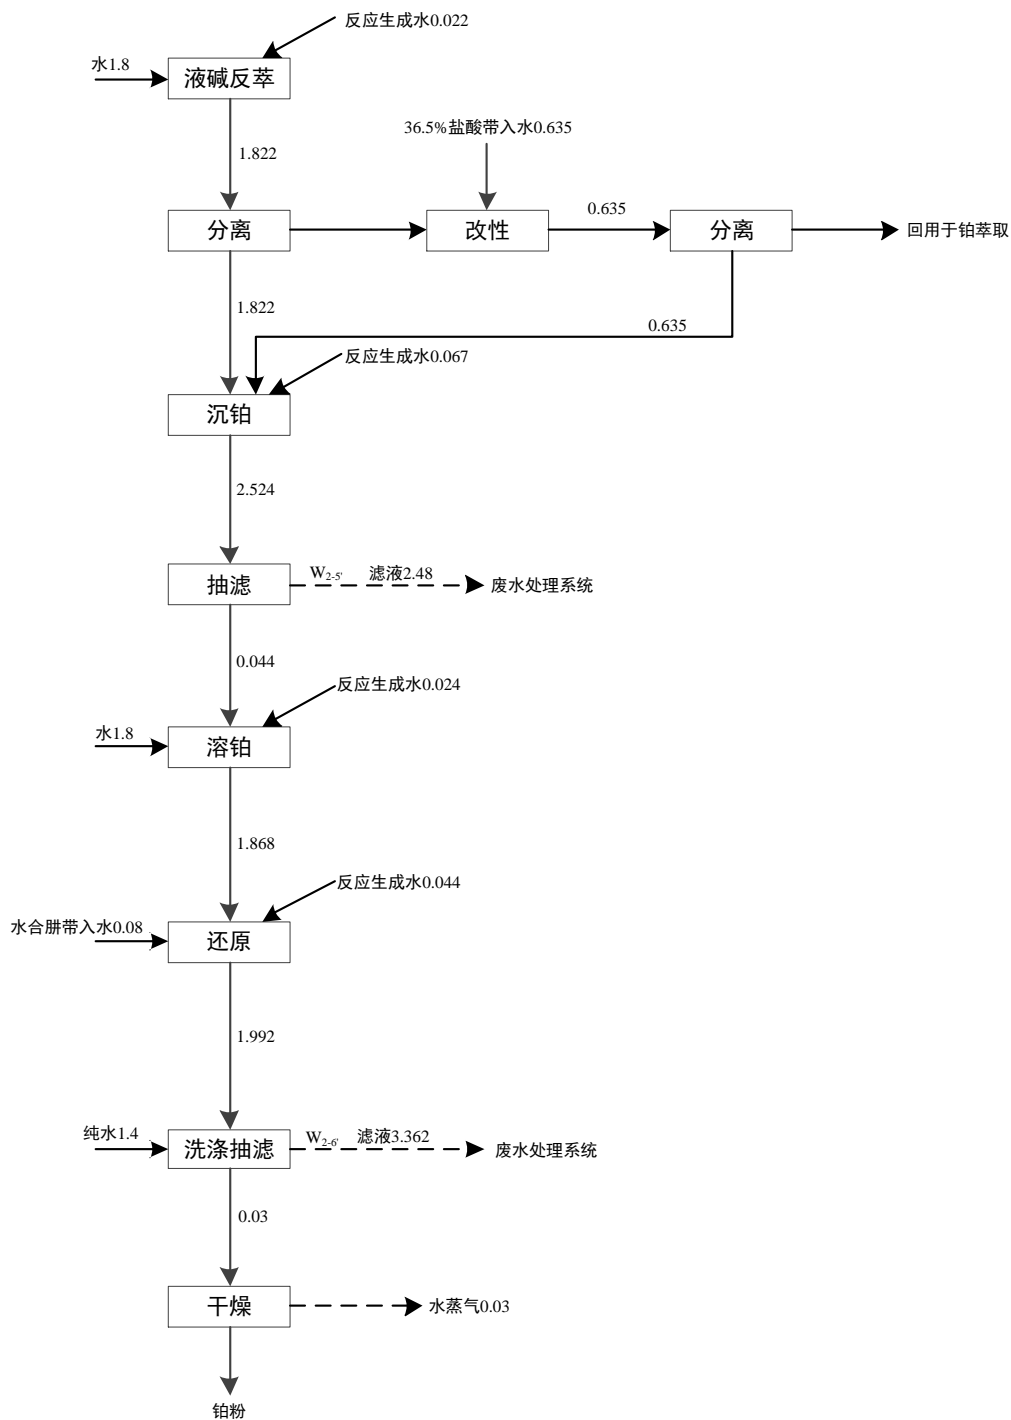 反应生成水0.022
水1.8
液碱反萃
36.5%盐酸带入水0.635
1.822
0.635
分离
改性
分离
回用于铂萃取
1.822
0.635
反应生成水0.067
沉铂
2.524
W2-5' 滤液2.48
抽滤
废水处理系统
0.044
反应生成水0.024
水1.8
溶铂
1.868
反应生成水0.044
水合肼带入水0.08
还原
1.992
纯水1.4
W2-6' 滤液3.362
洗涤抽滤
废水处理系统
0.03
干燥
水蒸气0.03
铂粉